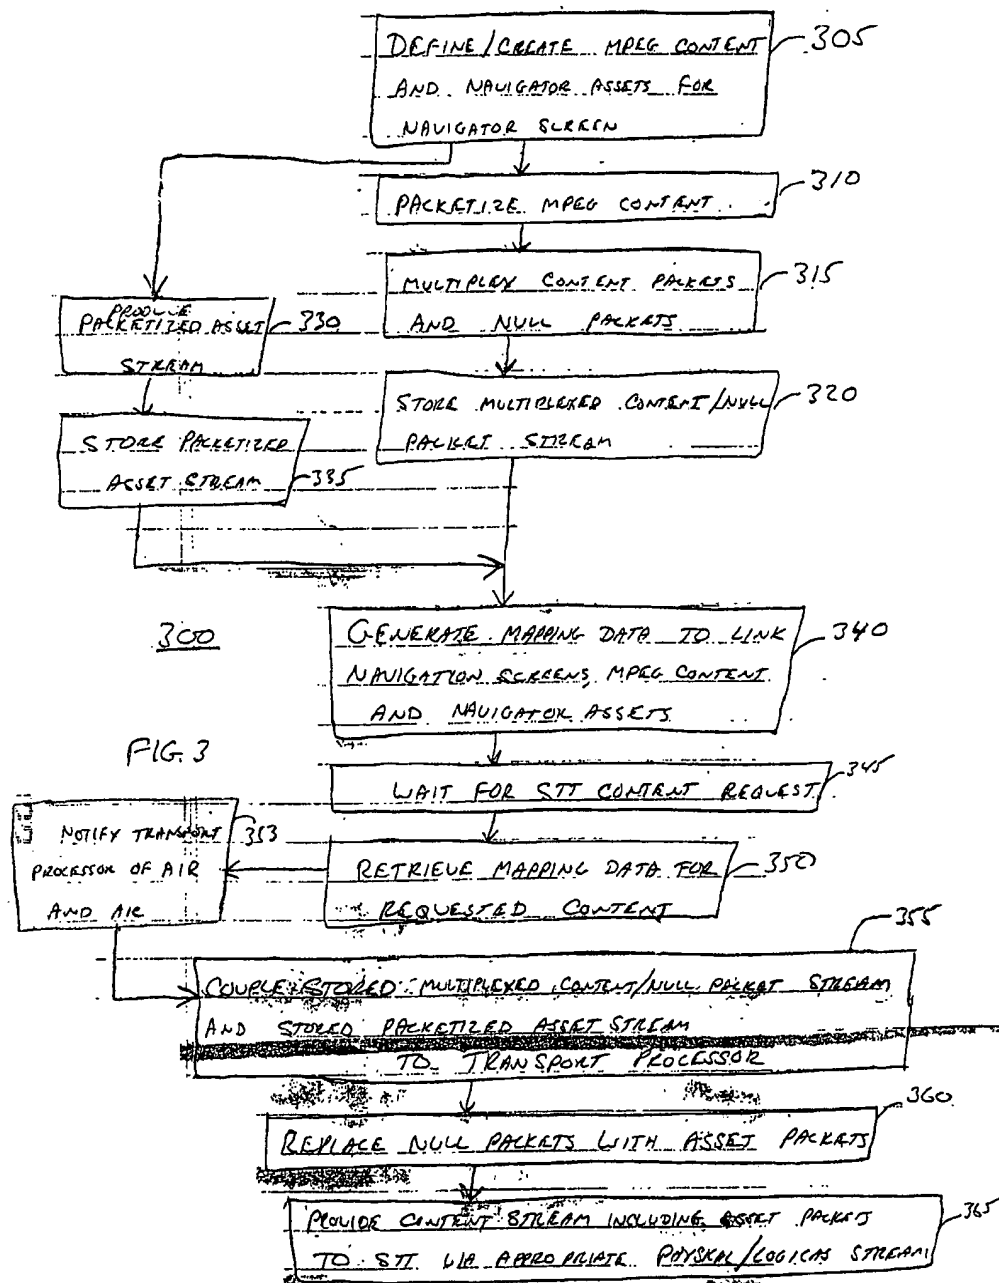 DEFINE/CREATE MPEG CONTENT
AND NAVIGATOR ASSETS FOR
NAVIGATOR SCREEN
305
PACKETIZE MPEG CONTENT
310
MULTIPLEX CONTENT PACKETS
AND NULL PACKETS
315
PRODUCE
PACKETIZED ASSET
STREAM
330
STORE MULTIPLEXED CONTENT/NULL
PACKET STREAM
320
STORE PACKETIZED
ASSET STREAM
335
300
GENERATE MAPPING DATA TO LINK
NAVIGATION SCREENS, MPEG CONTENT
AND NAVIGATOR ASSETS
340
FIG. 3
WAIT FOR STT CONTENT REQUEST
345
NOTIFY TRANSPORT
PROCESSOR OF AIR
AND AIC
353
RETRIEVE MAPPING DATA FOR
REQUESTED CONTENT
350
355
COUPLE STORED MULTIPLEXED CONTENT/NULL PACKET STREAM
AND STORED PACKETIZED ASSET STREAM
TO TRANSPORT PROCESSOR
360
REPLACE NULL PACKETS WITH ASSET PACKETS
PROVIDE CONTENT STREAM INCLUDING ASSET PACKETS
TO STT VIA APPROPRIATE PHYSICAL/LOGICAL STREAM
365